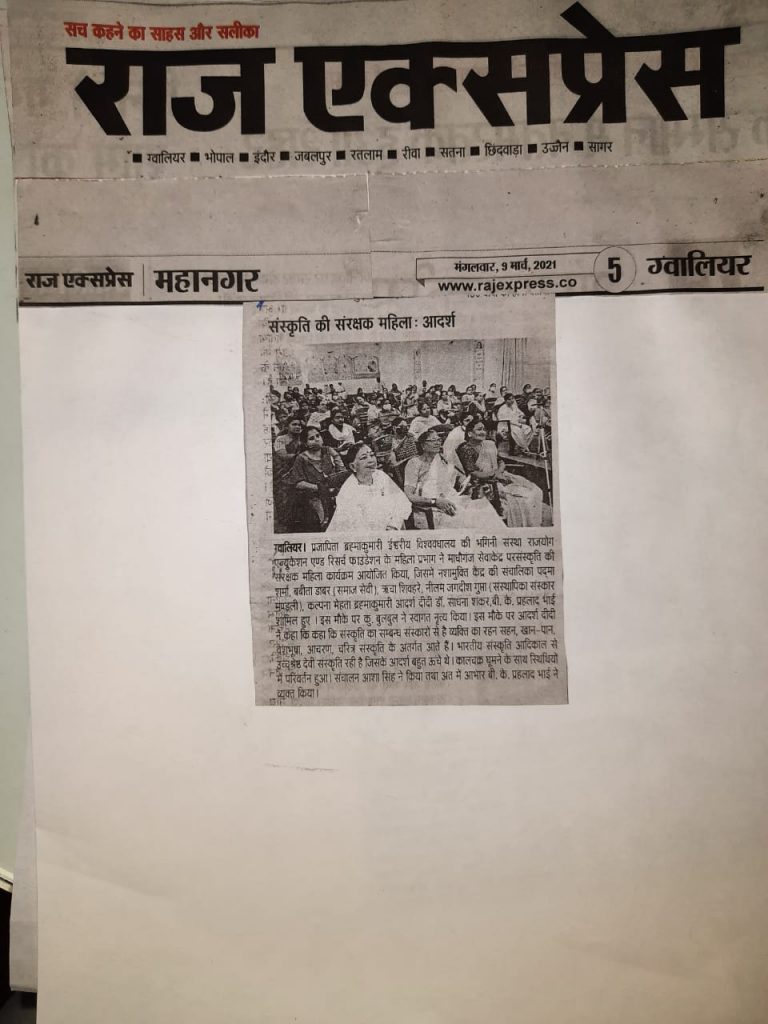 सच कहने का साहस और सलीका
राज एक्सप्रेस
■ ग्वालियर ■ भोपाल ■ इंदौर ■ जबलपुर ■ रतलाम ■ रीवा ■ सतना ■ छिंदवाड़ा ■ उज्जैन ■ सागर
राज एक्सप्रेस | महानगर
मंगलवार, 9 मार्च, 2021
www.rajexpress.co
5 ग्वालियर
संस्कृति की संरक्षक महिला: आदर्श
ग्वालियर। प्रजापिता ब्रह्माकुमारी ईश्वरीय विश्ववधालय की भगिनी संस्था राजयोग
एज्युकेशन एण्ड रिसर्च फाउंडेशन के महिला प्रभाग ने माधौगंज सेवाकेंद्र परसंस्कृति की
संरक्षक महिला कार्यक्रम आयोजित किया, जिसमें नशामुक्ति केंद्र की संचालिका पदमा
शर्मा, बबीता डाबर (समाज सेवी), ऋचा शिवहरे, नीलम जगदीश गुप्ता (संस्थापिका संस्कार
मंण्डली), कल्पना मेहता ब्रह्माकुमारी आदर्श दीदी डॉ. साधना शंकर,बी. के. प्रहलाद भाई
शामिल हुए । इस मौके पर कु. बुलबुल ने स्वागत नृत्य किया। इस मौके पर आदर्श दीदी
ने कहा कि कहा कि संस्कृति का सम्बन्ध संस्कारों से है व्यक्ति का रहन सहन, खान-पान,
वेशभूषा, आचरण, चरित्र संस्कृति के अंतर्गत आते हैं। भारतीय संस्कृति आदिकाल से
उच्चश्रेष्ठ देवी संस्कृति रही है जिसके आदर्श बहुत ऊंचे थे। कालचक्र घूमने के साथ स्थिथियों
में परिवर्तन हुआ। संचालन आशा सिंह ने किया तथा अंत में आभार बी. के. प्रहलाद भाई ने
व्यक्त किया।